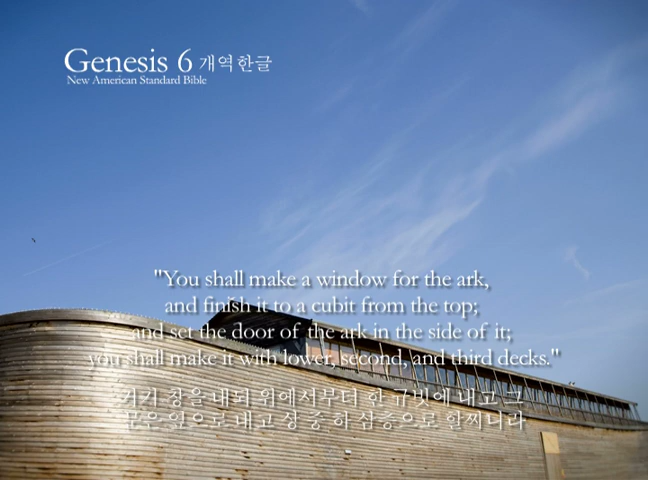 Genesis 6 개역한글
New American Standard Bible
"You shall make a window for the ark,
and finish it to a cubit from the top;
and set the door of the ark in the side of it;
you shall make it with lower, second, and third decks."
거기 창을 내되 위에서부터 한 규빗에 내고 그
문은 옆으로 내고 상 중 하 삼층으로 할찌니라